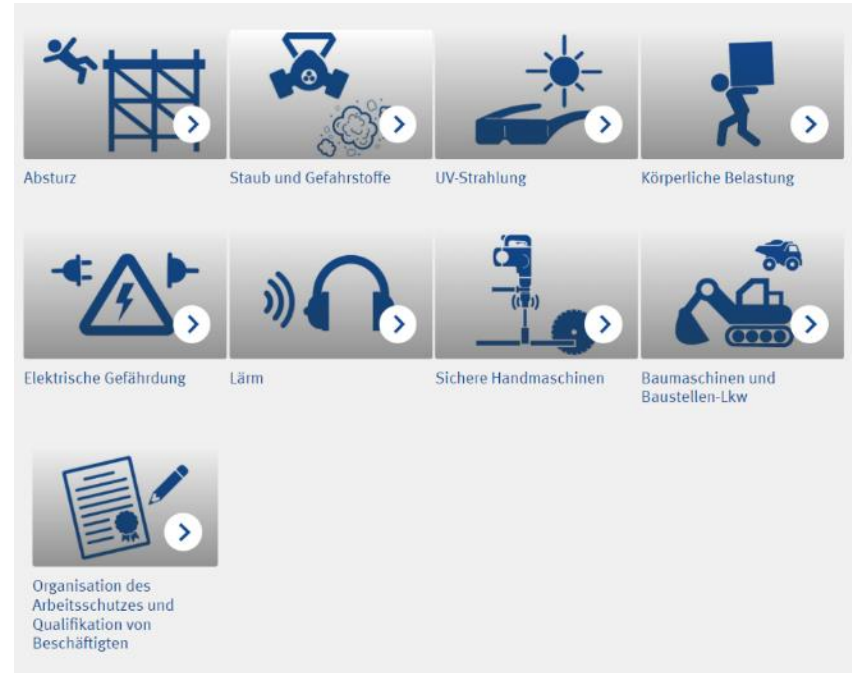 Absturz
Staub und Gefahrstoffe
UV-Strahlung
Körperliche Belastung
Elektrische Gefährdung
Lärm
Sichere Handmaschinen
Baumaschinen und
Baustellen-Lkw
Organisation des
Arbeitsschutzes und
Qualifikation von
Beschäftigten